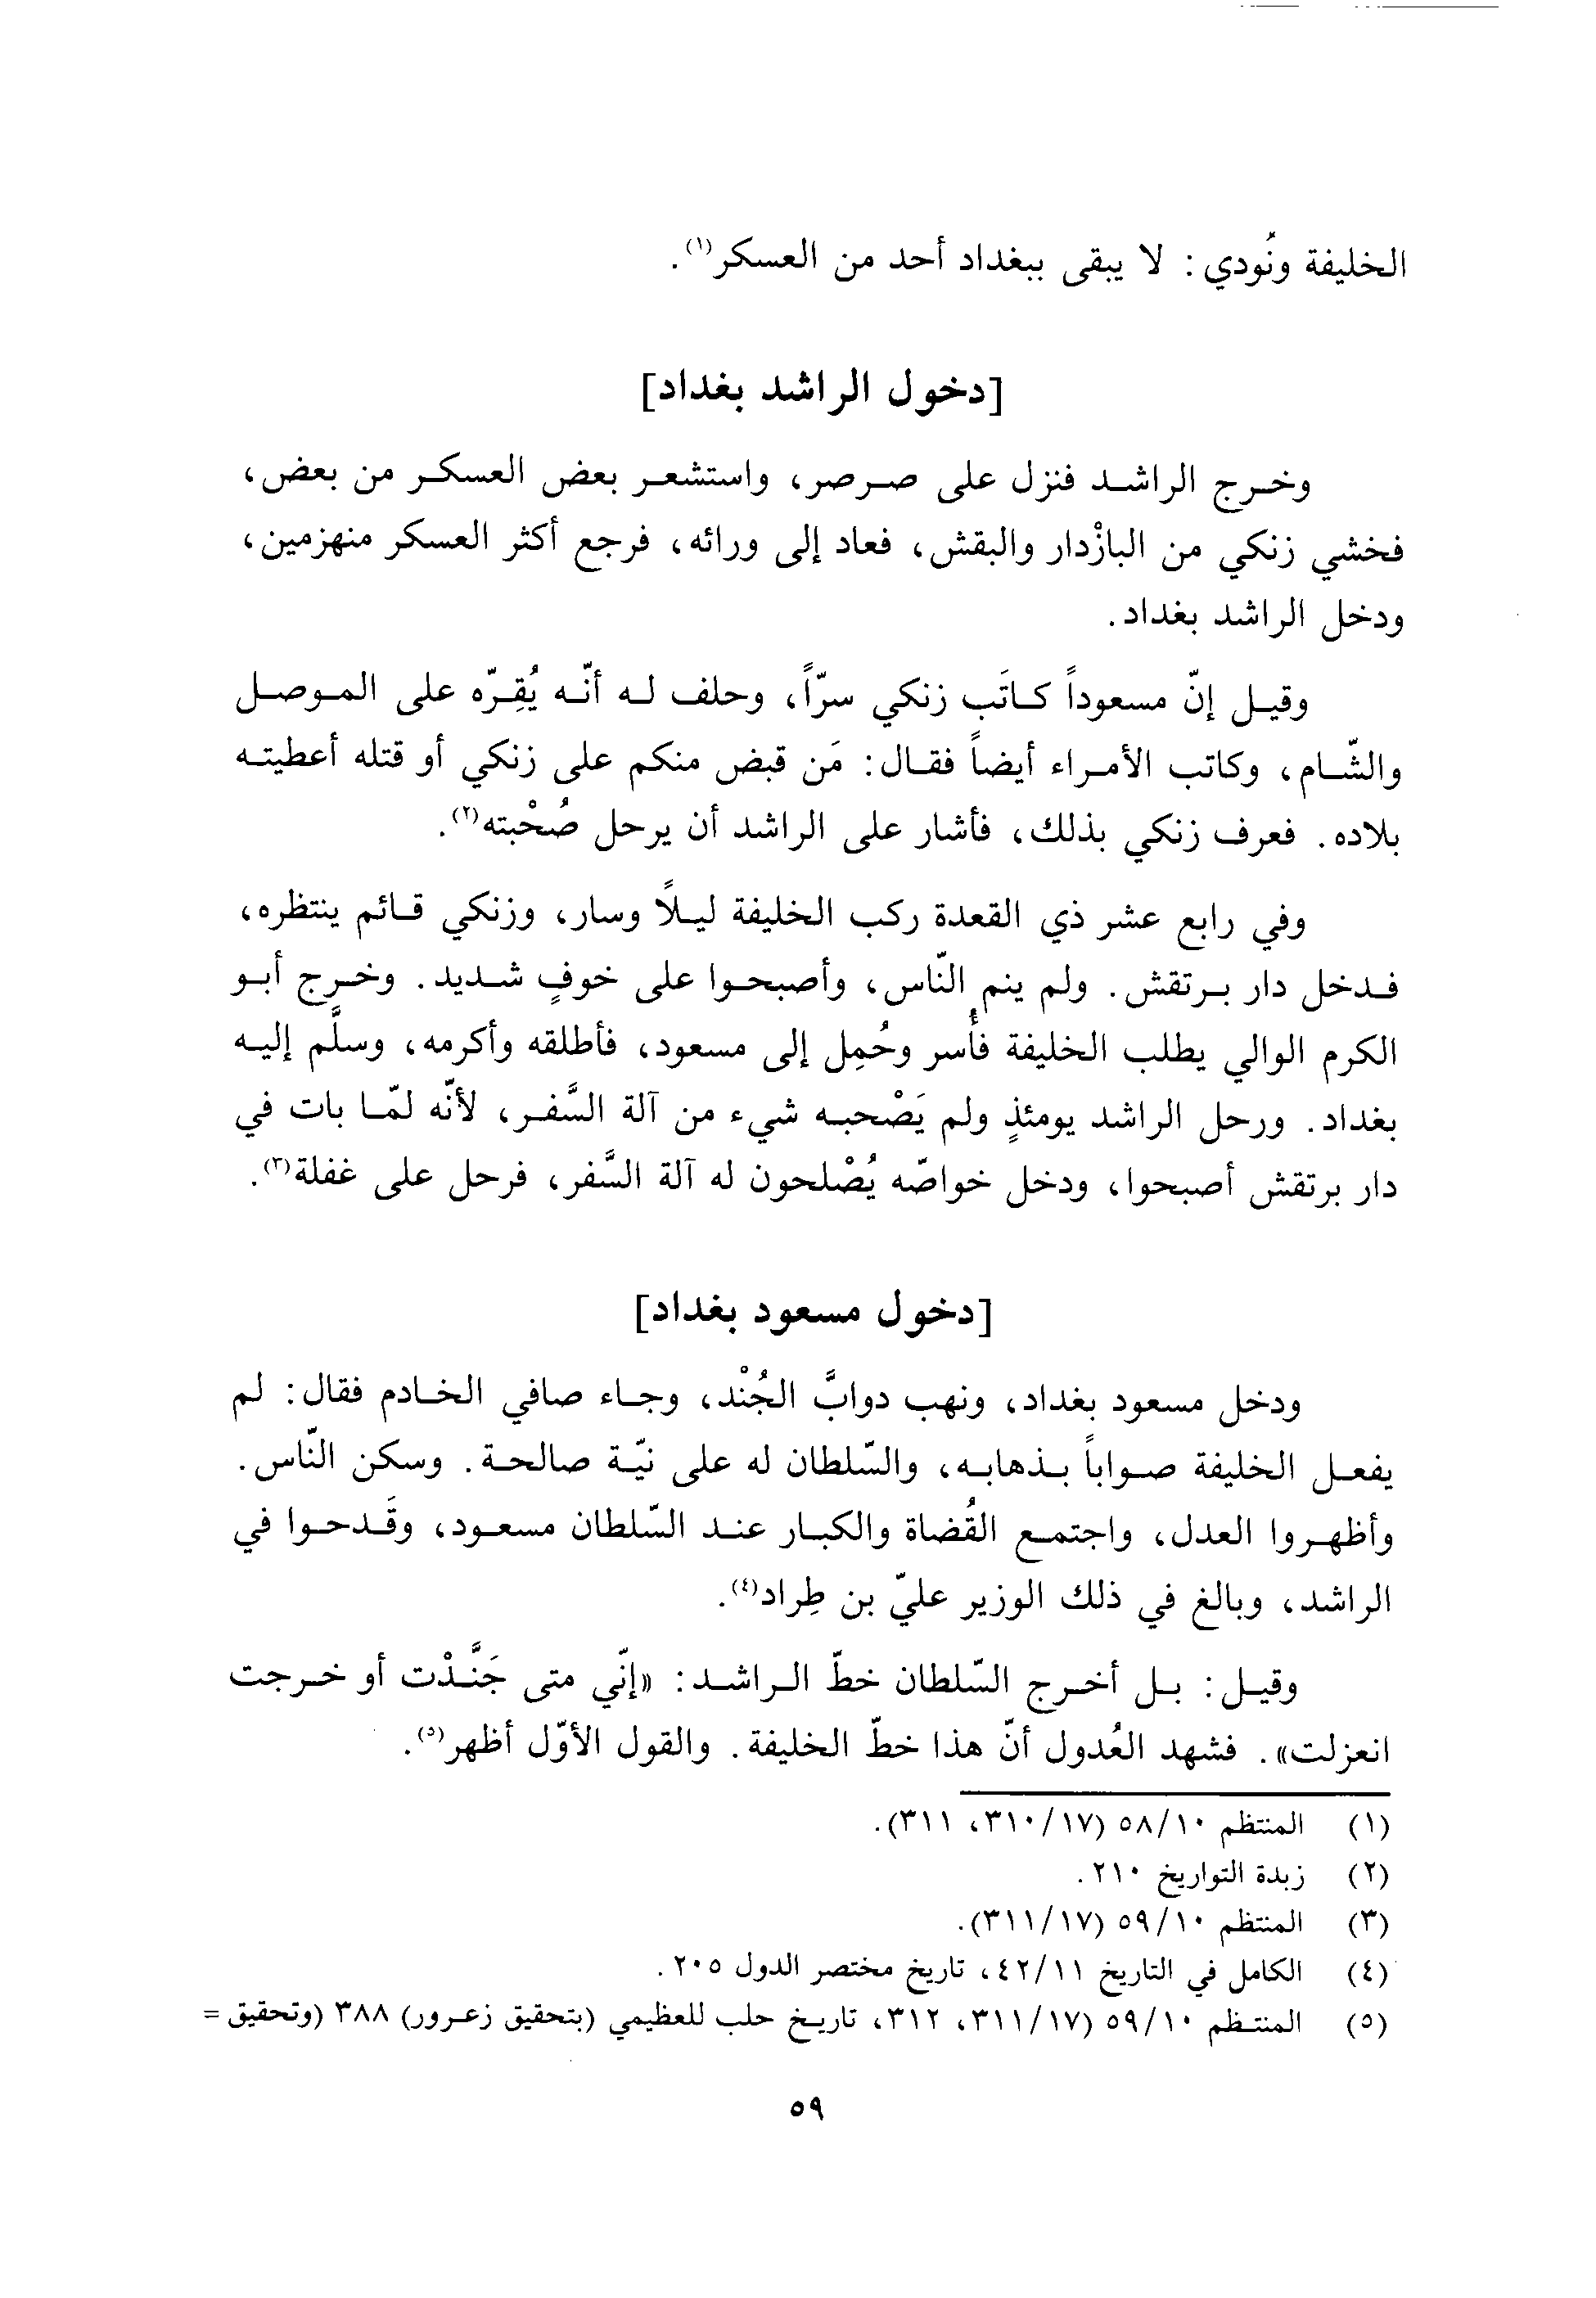 الخليفة ونُودي: لا يبقى ببغداد أحد من العسكر(١).
[دخول الراشد بغداد]
وخرج الراشد فنزل على صرصر، واستشعر بعض العسكر من بعض،
فخشي زنكي من البازْدار والبقش، فعاد إلى ورائه، فرجع أكثر العسكر منهزمين،
ودخل الراشد بغداد.
وقيل إنّ مسعوداً كاتَب زنكي سرّاً، وحلف له أنّه يُقِرّه على الموصل
والشّام، وكاتب الأمراء أيضاً فقال: مَن قبض منكم على زنكي أو قتله أعطيته
بلاده. فعرف زنكي بذلك، فأشار على الراشد أن يرحل صُحْبته(٢).
وفي رابع عشر ذي القعدة ركب الخليفة ليلاً وسار، وزنكي قائم ينتظره،
فدخل دار برتقش. ولم ينم النّاس، وأصبحوا على خوفٍ شديد. وخرج أبو
الكرم الوالي يطلب الخليفة فأُسر وحُمِل إلى مسعود، فأطلقه وأكرمه، وسلَّم إليه
بغداد. ورحل الراشد يومئذٍ ولم يَصْحبه شيء من آلة السَّفر، لأنّه لمّا بات في
دار برتقش أصبحوا، ودخل خواصّه يُصْلحون له آلة السَّفر، فرحل على غفلة(٣).
[دخول مسعود بغداد]
ودخل مسعود بغداد، ونهب دوابَّ الجُنْد، وجاء صافي الخادم فقال: لم
يفعل الخليفة صواباً بذهابه، والسّلطان له على نيّة صالحة. وسكن النّاس.
وأظهروا العدل، واجتمع القُضاة والكبار عند السّلطان مسعود، وقَدحوا في
الراشد، وبالغ في ذلك الوزير عليّ بن طِراد(٤).
وقيل: بل أخرج السّلطان خطّ الراشد: «إنّي متى جَنَّدْت أو خرجت
انعزلت». فشهد العُدول أنّ هذا خطّ الخليفة. والقول الأوّل أظهر(٥).
(١) المنتظم ٥٨/١٠ (٣١٠/١٧، ٣١١).
(٢) زبدة التواريخ ٢١٠.
(٣) المنتظم ٥٩/١٠ (٣١١/١٧).
(٤) الكامل في التاريخ ٤٢/١١، تاريخ مختصر الدول ٢٠٥.
(٥) المنتظم ٥٩/١٠ (٣١١/١٧، ٣١٢، تاريخ حلب للعظيمي (بتحقيق زعرور) ٣٨٨ (وتحقيق =
٥٩